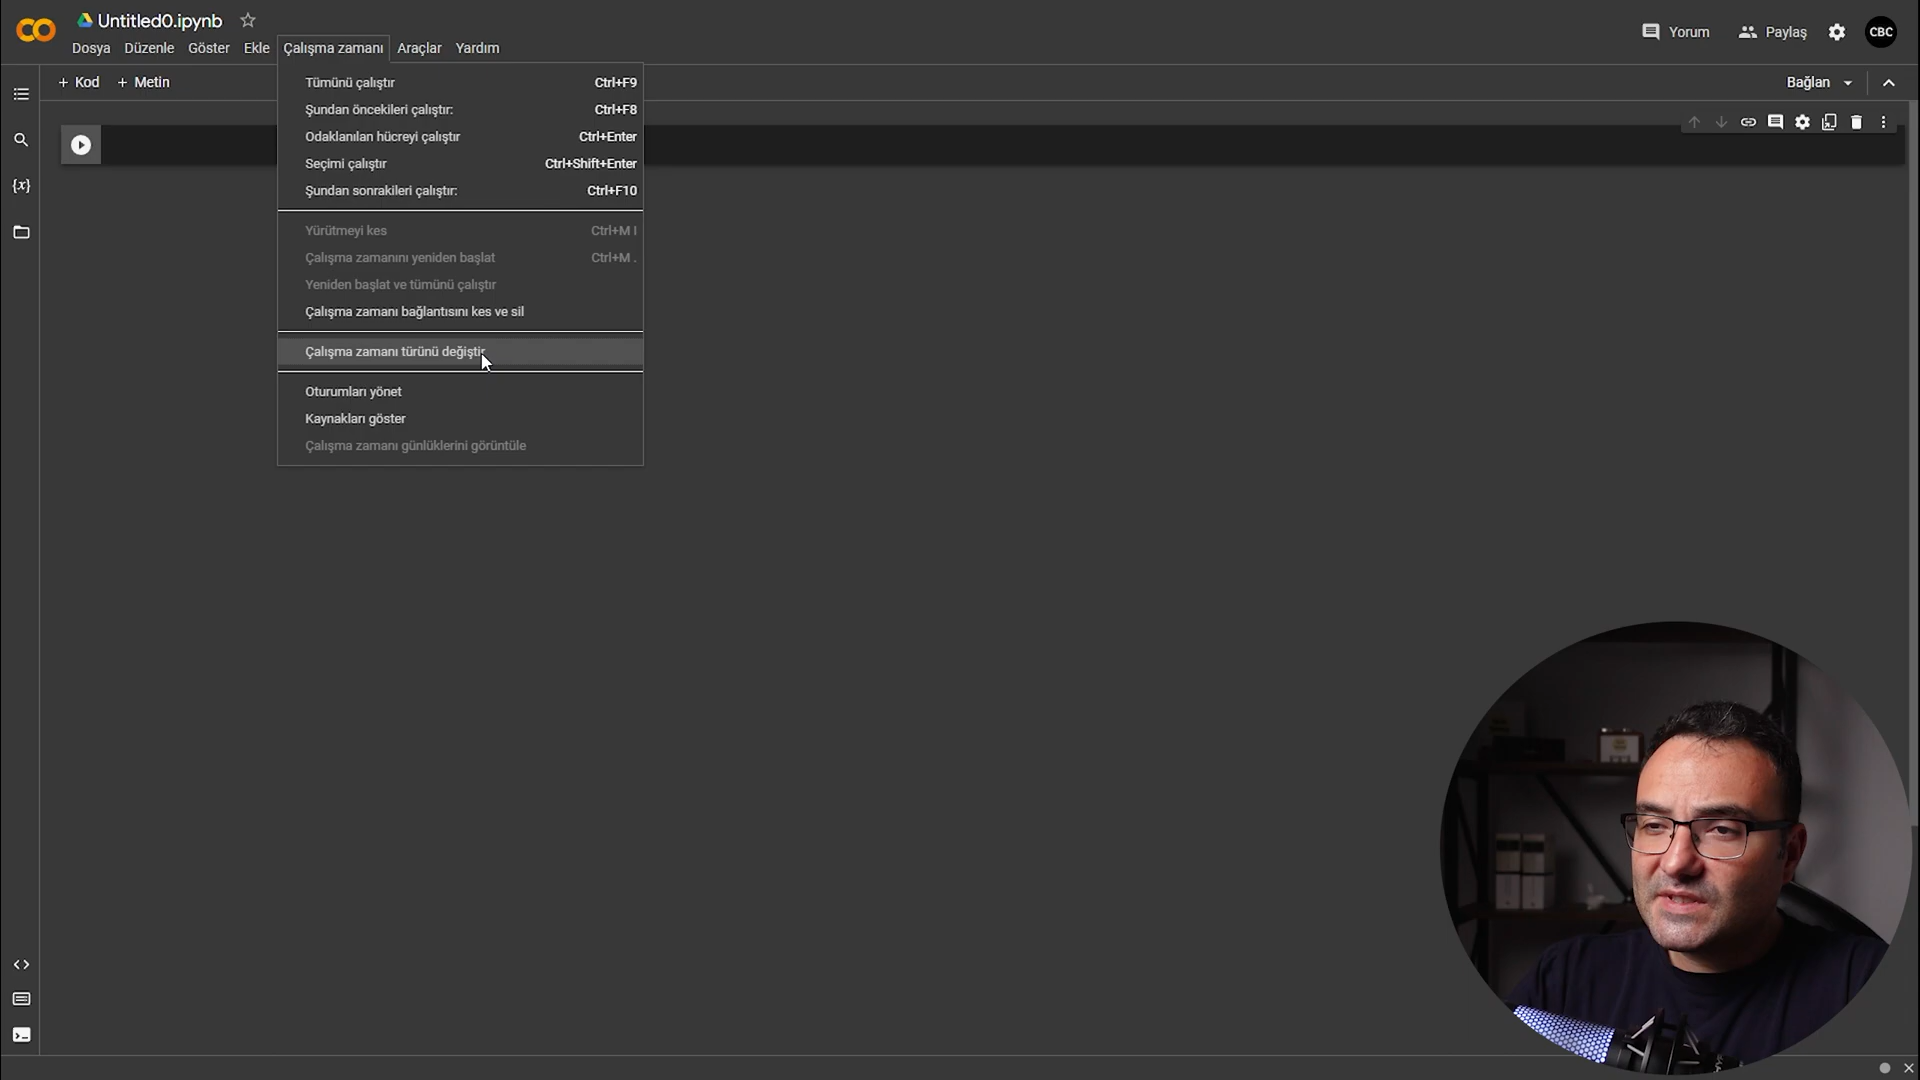 Untitled0.ipynb
Dosya Düzenle Göster Ekle Çalışma zamanı Araçlar Yardım
Yorum Paylaş CBC
+ Kod + Metin
Bağlan
Tümünü çalıştır Ctrl+F9
Şundan öncekileri çalıştır: Ctrl+F8
Odaklanılan hücreyi çalıştır Ctrl+Enter
Seçimi çalıştır Ctrl+Shift+Enter
Şundan sonrakileri çalıştır: Ctrl+F10
{x}
Yürütmeyi kes Ctrl+M I
Çalışma zamanını yeniden başlat Ctrl+M .
Yeniden başlat ve tümünü çalıştır
Çalışma zamanı bağlantısını kes ve sil
Çalışma zamanı türünü değiştir
Oturumları yönet
Kaynakları göster
Çalışma zamanı günlüklerini görüntüle